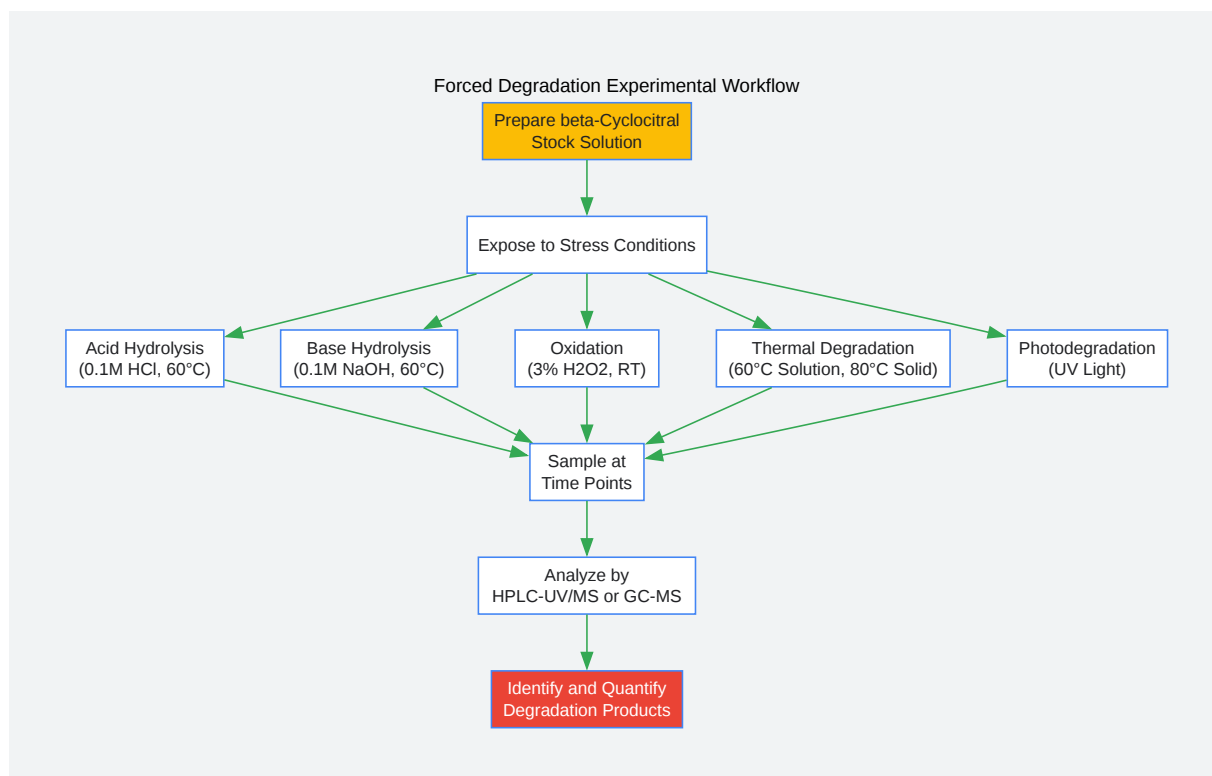 Forced Degradation Experimental Workflow
Prepare beta-Cyclocitral
Stock Solution
Expose to Stress Conditions
Acid Hydrolysis
(0.1M HCl, 60°C)
Base Hydrolysis
(0.1M NaOH, 60°C)
Oxidation
(3% H2O2, RT)
Thermal Degradation
(60°C Solution, 80°C Solid)
Photodegradation
(UV Light)
Sample at
Time Points
Analyze by
HPLC-UV/MS or GC-MS
Identify and Quantify
Degradation Products